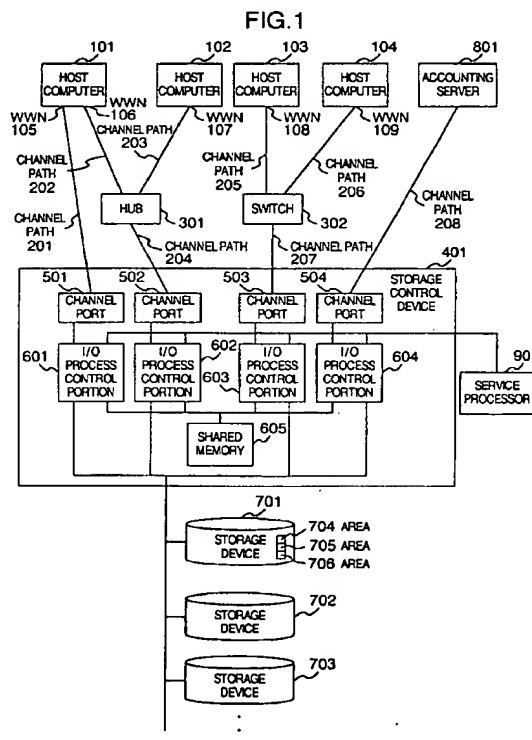 FIG.1
101
102
103
104
801
HOST COMPUTER
HOST COMPUTER
HOST COMPUTER
HOST COMPUTER
ACCOUNTING SERVER
WWN 105
WWN 106
WWN 107
WWN 108
WWN 109
CHANNEL PATH 203
CHANNEL PATH 202
CHANNEL PATH 205
CHANNEL PATH 206
CHANNEL PATH 201
HUB
301
SWITCH
302
CHANNEL PATH 208
CHANNEL PATH 204
CHANNEL PATH 207
401
501
502
503
504
STORAGE CONTROL DEVICE
CHANNEL PORT
CHANNEL PORT
CHANNEL PORT
CHANNEL PORT
601
I/O PROCESS CONTROL PORTION
602
I/O PROCESS CONTROL PORTION
603
I/O PROCESS CONTROL PORTION
I/O PROCESS CONTROL PORTION
604
90
SERVICE PROCESSOR
SHARED MEMORY
605
701
STORAGE DEVICE
704 AREA
705 AREA
706 AREA
702
STORAGE DEVICE
703
STORAGE DEVICE